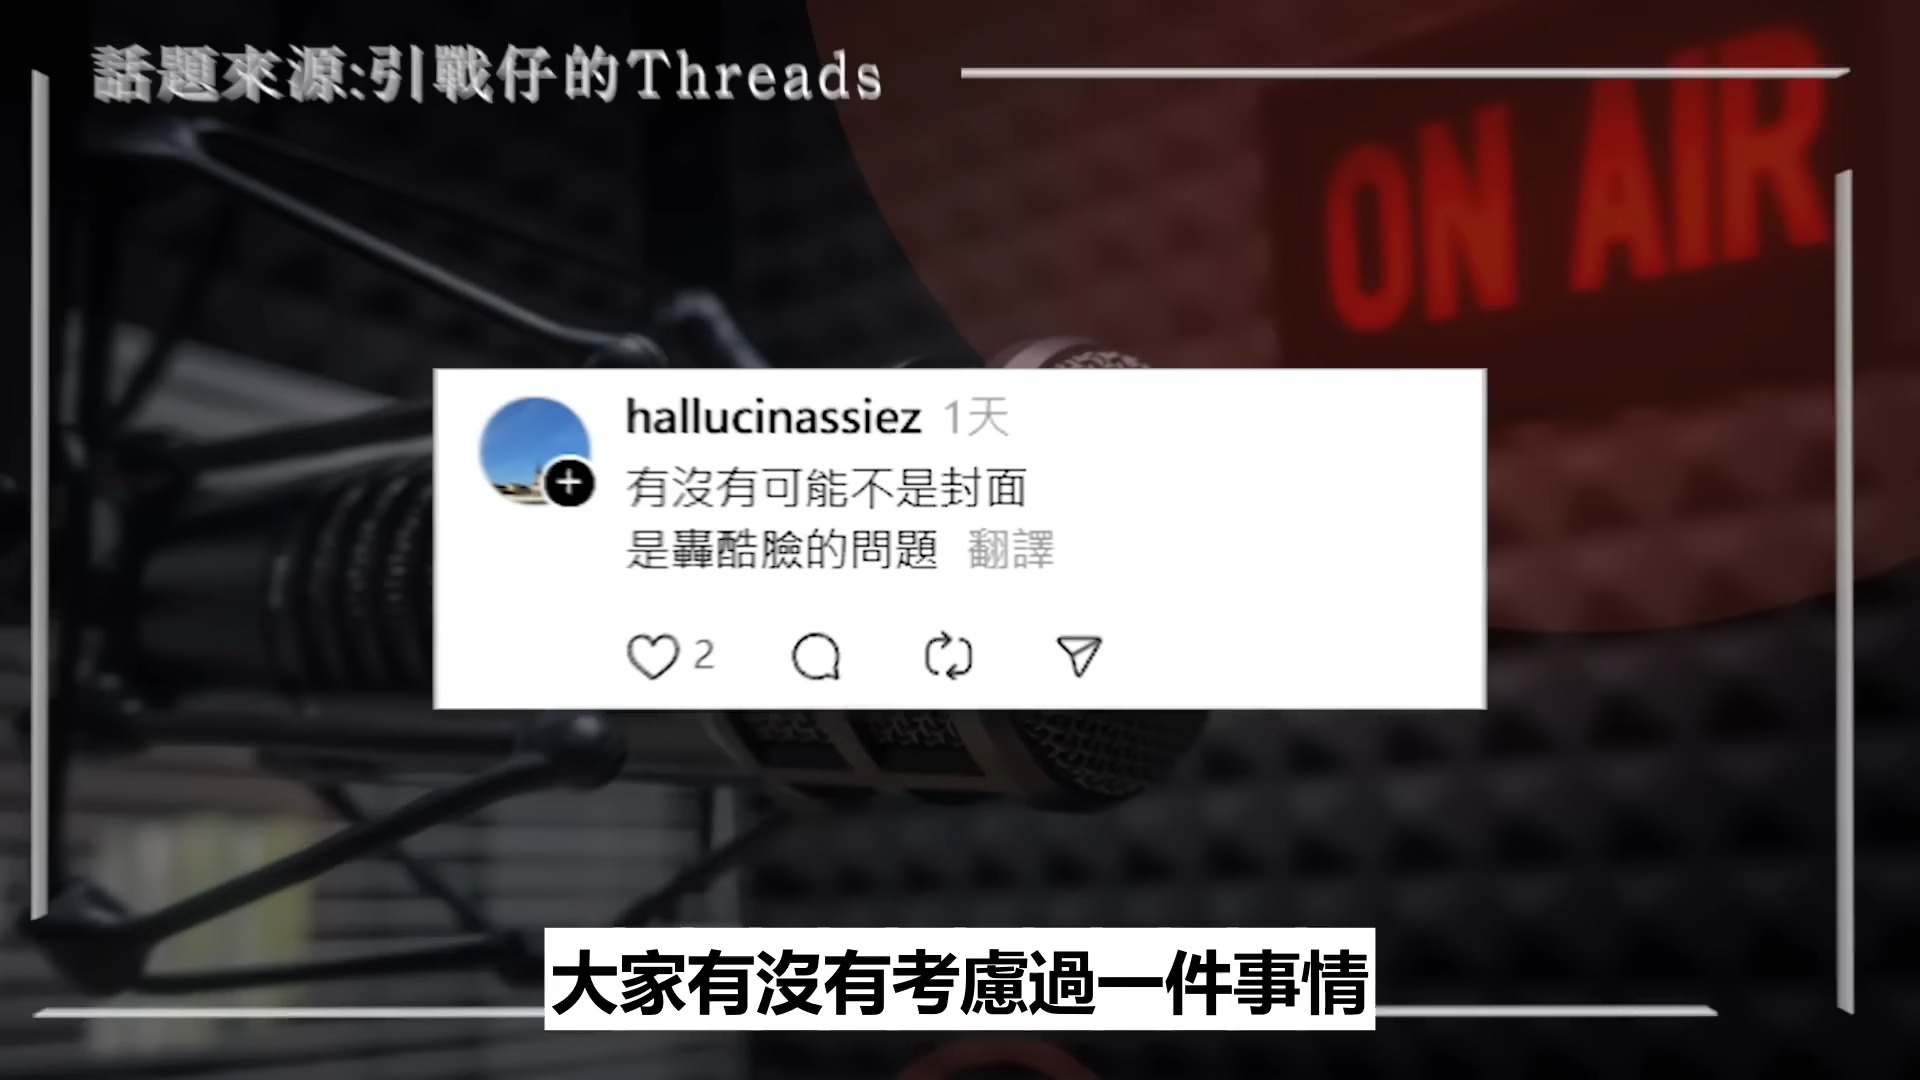 話題來源:引戰仔的Threads
ON AIR
hallucinassiez 1天
有沒有可能不是封面
是轟酷臉的問題 翻譯
2
大家有沒有考慮過一件事情